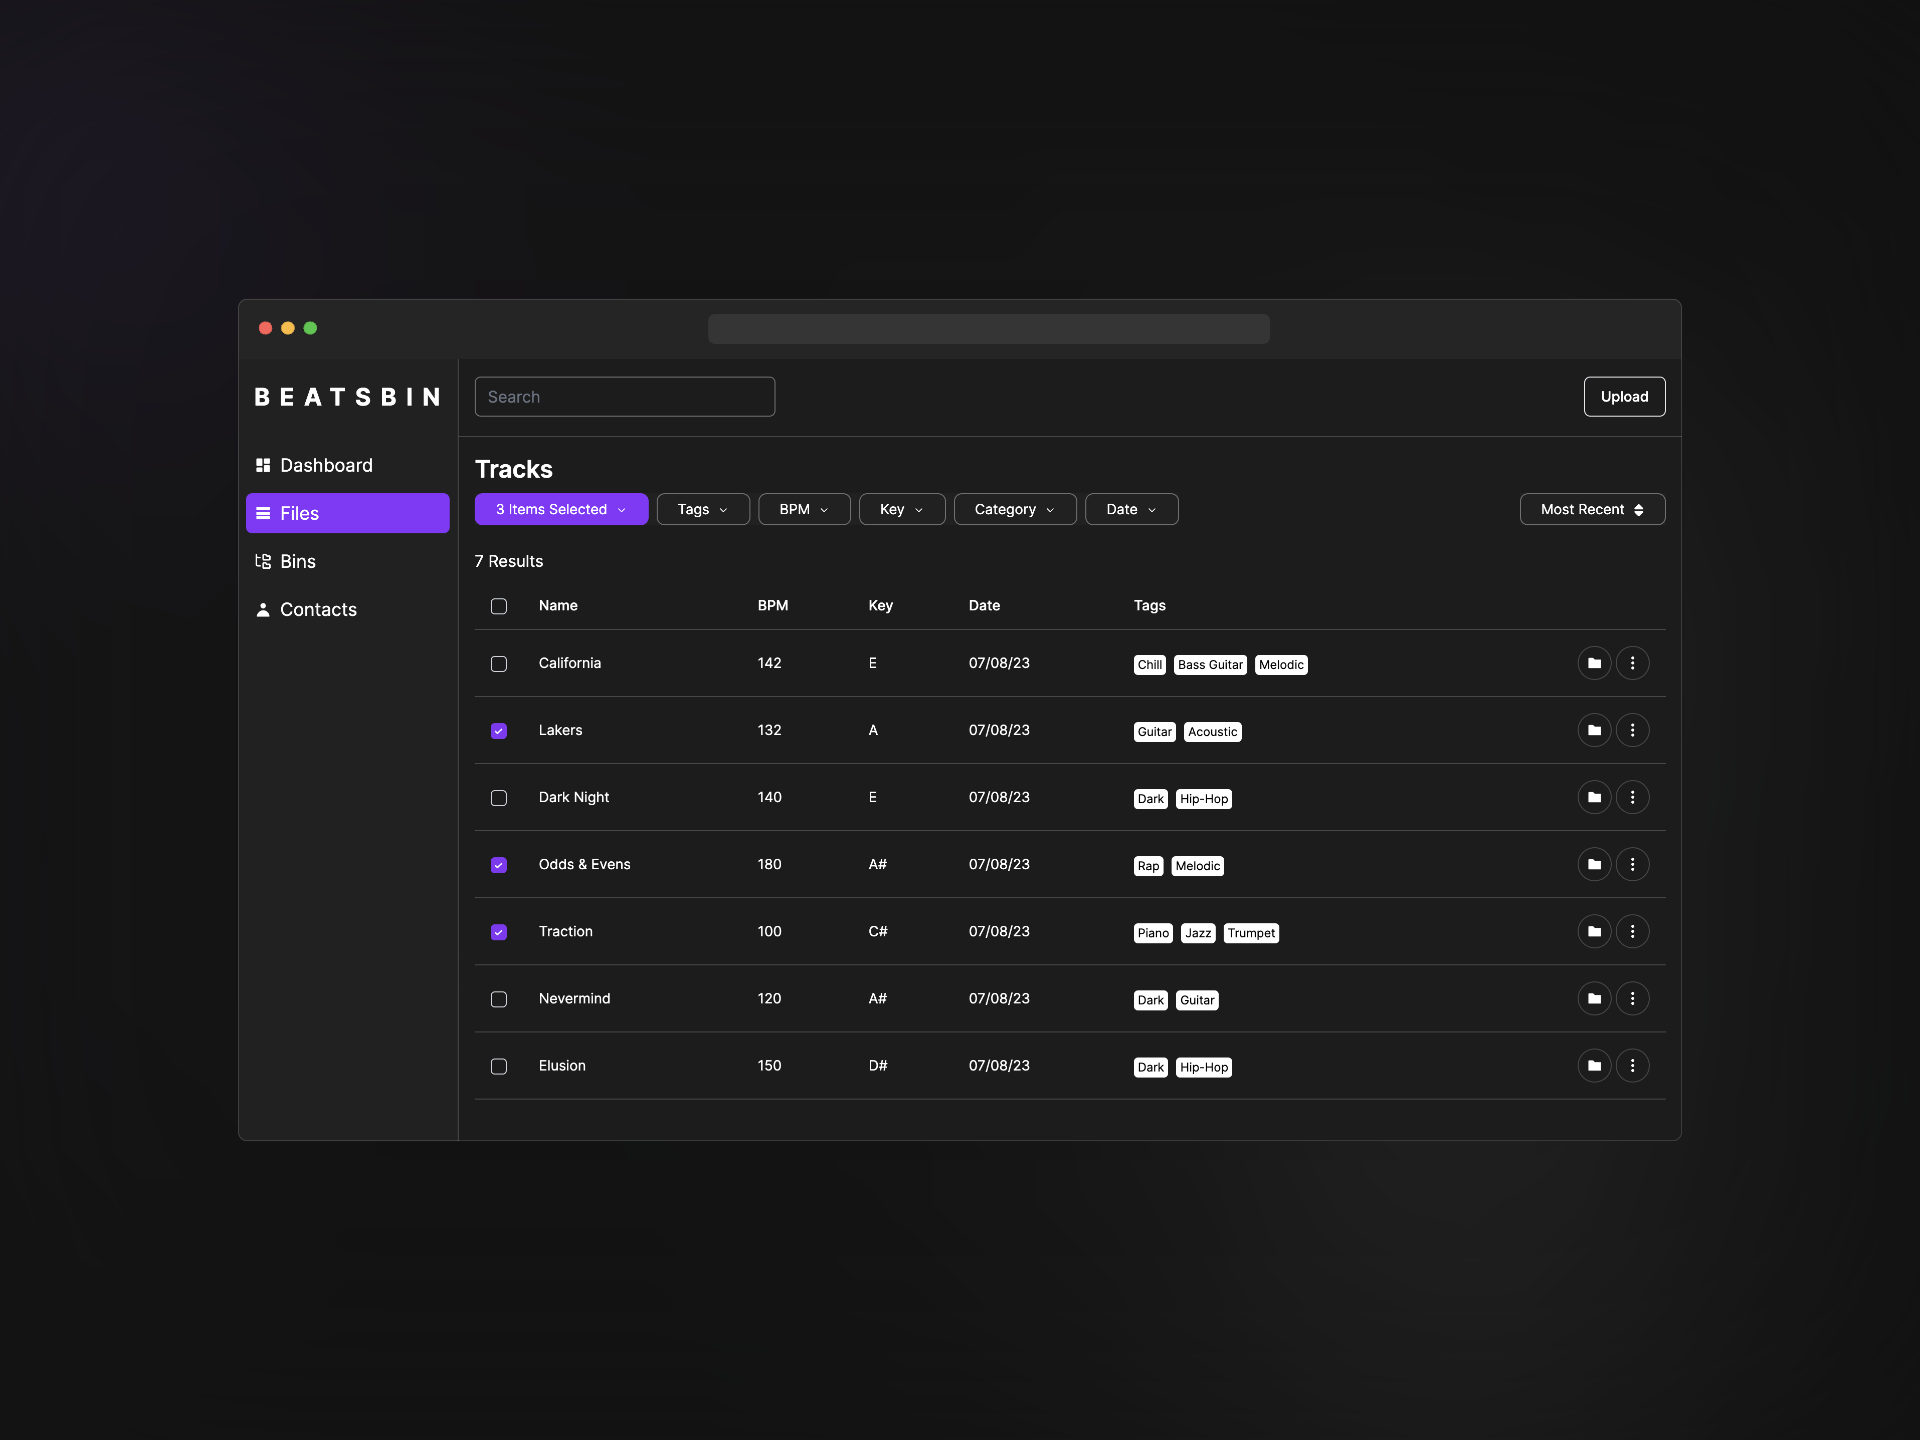 BEATSBIN
Search
Upload
Dashboard
Files
Bins
Contacts
Tracks
3 Items Selected Tags BPM Key Category Date Most Recent
7 Results
Name BPM Key Date Tags
California 142 E 07/08/23 Chill Bass Guitar Melodic
Lakers 132 A 07/08/23 Guitar Acoustic
Dark Night 140 E 07/08/23 Dark Hip-Hop
Odds & Evens 180 A# 07/08/23 Rap Melodic
Traction 100 C# 07/08/23 Piano Jazz Trumpet
Nevermind 120 A# 07/08/23 Dark Guitar
Elusion 150 D# 07/08/23 Dark Hip-Hop